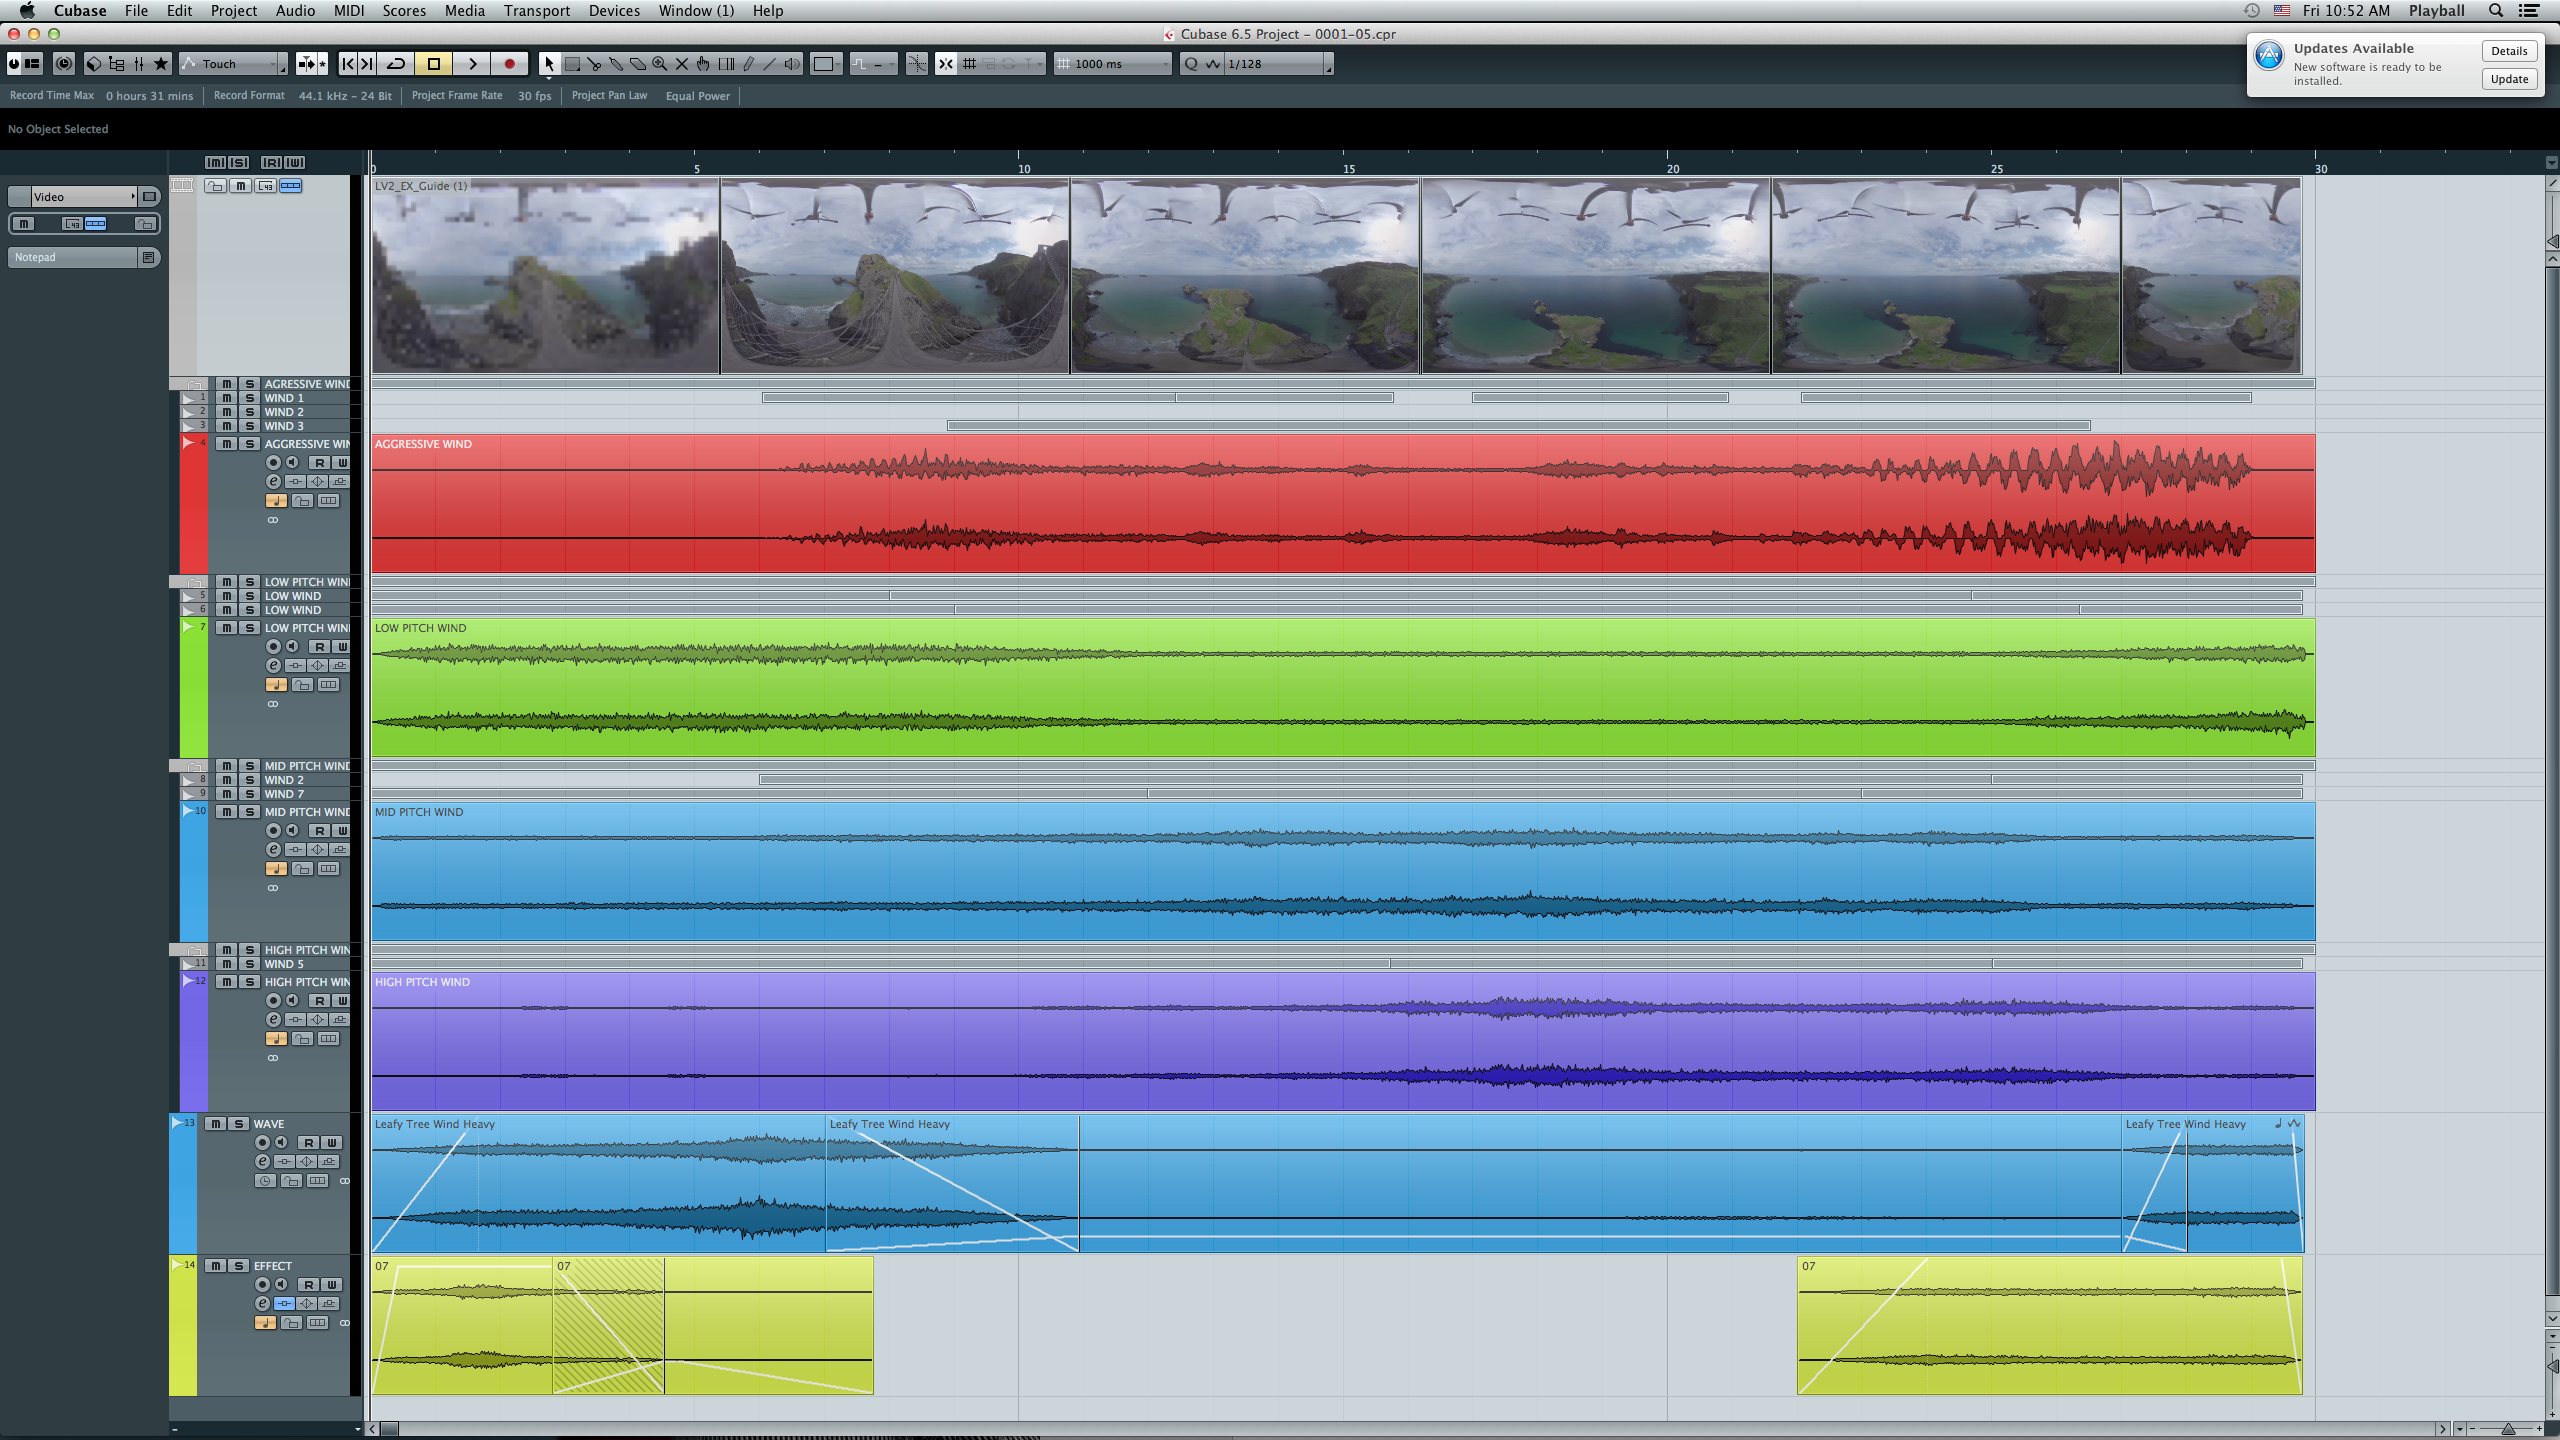 Cubase File Edit Project Audio MIDI Scores Media Transport Devices Window (1) Help Fri 10:52 AM Playball
Cubase 6.5 Project - 0001-05.cpr
Updates Available
New software is ready to be
installed.
Details
Update
Touch
1000 ms
Q 1/128
Record Time Max 0 hours 31 mins Record Format 44.1 kHz - 24 Bit Project Frame Rate 30 fps Project Pan Law Equal Power
No Object Selected
[M] [S] [R] [W]
0 5 10 15 20 25 30
Video
m
Notepad
m
LV2_EX_Guide (1)
m S AGRESSIVE WIND
1 m S WIND 1
2 m S WIND 2
3 m S WIND 3
4 m S AGGRESSIVE WIN
R W
e
AGGRESSIVE WIND
m S LOW PITCH WIN
5 m S LOW WIND
6 m S LOW WIND
7 m S LOW PITCH WIN
R W
e
LOW PITCH WIND
m S MID PITCH WIND
8 m S WIND 2
9 m S WIND 7
10 m S MID PITCH WIND
R W
e
MID PITCH WIND
m S HIGH PITCH WIN
11 m S WIND 5
12 m S HIGH PITCH WIN
R W
e
HIGH PITCH WIND
13 m S WAVE
R W
e
Leafy Tree Wind Heavy Leafy Tree Wind Heavy Leafy Tree Wind Heavy
14 m S EFFECT
R W
e
07 07 07